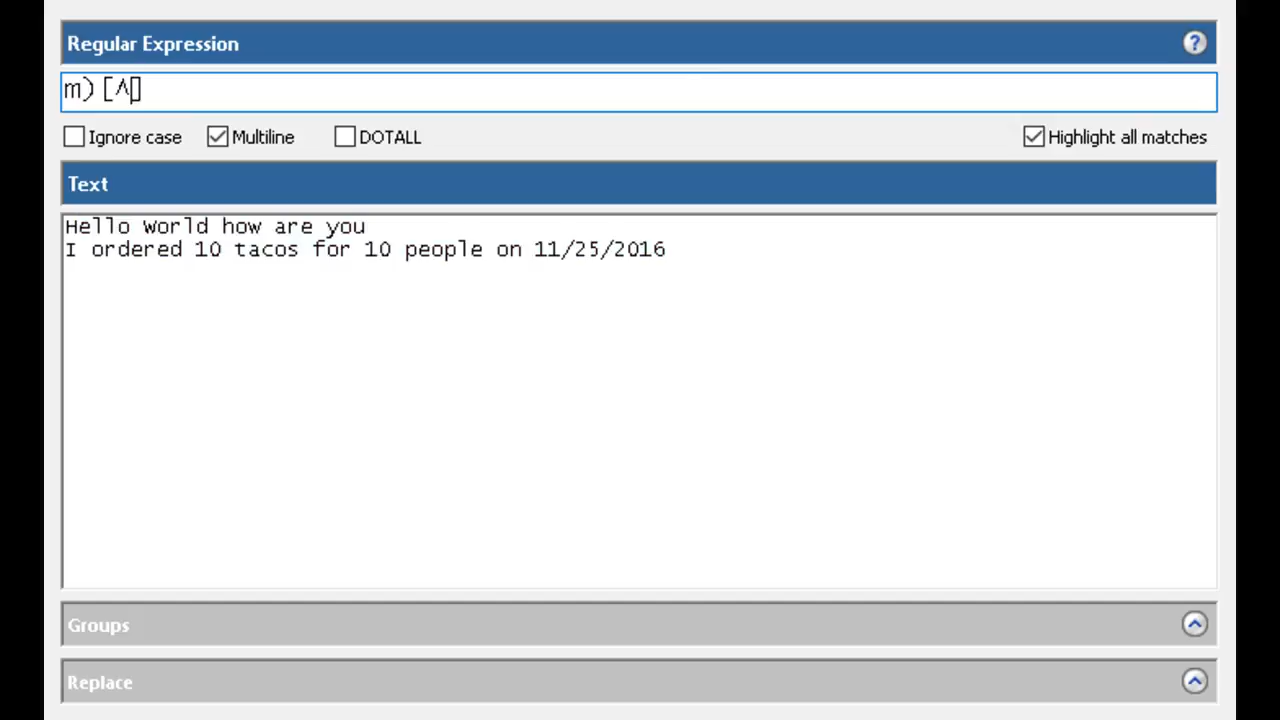 Regular Expression
m) [^]
Ignore case Multiline DOTALL Highlight all matches
Text
Hello World how are you
I ordered 10 tacos for 10 people on 11/25/2016
Groups
Replace